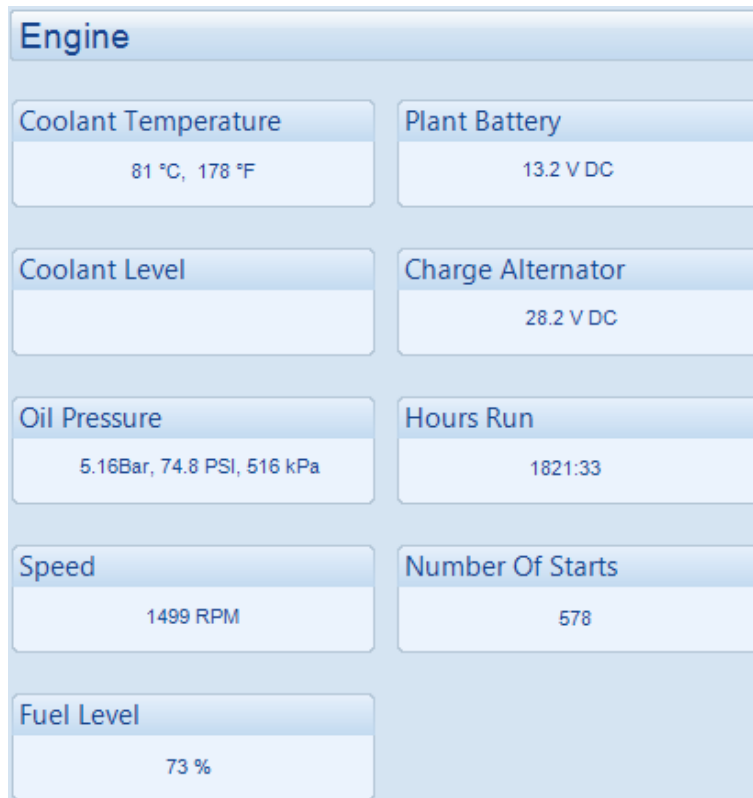 Engine
Coolant Temperature
81 °C, 178 °F
Plant Battery
13.2 V DC
Coolant Level
Charge Alternator
28.2 V DC
Oil Pressure
5.16Bar, 74.8 PSI, 516 kPa
Hours Run
1821:33
Speed
1499 RPM
Number Of Starts
578
Fuel Level
73 %